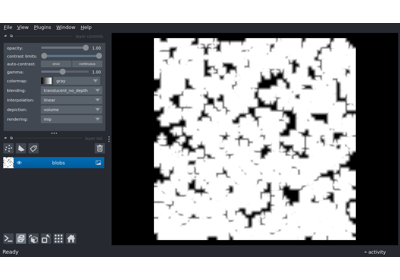 File View Plugins Window Help
opacity: 1.00
contrast limits:
auto-contrast: once continuous
gamma: 1.00
colormap: gray
blending: translucent_no_depth
interpolation: linear
depiction: volume
rendering: mip
blobs
Ready
activity